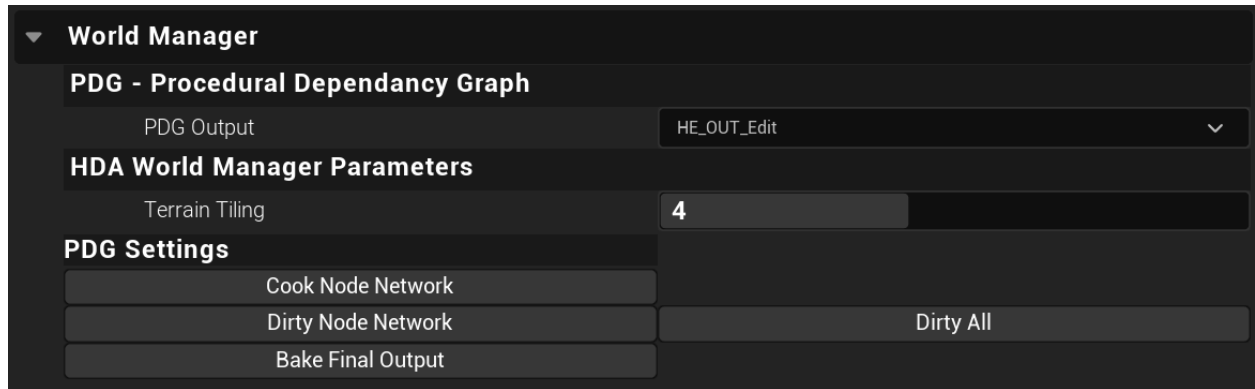 World Manager
PDG - Procedural Dependancy Graph
PDG Output HE_OUT_Edit
HDA World Manager Parameters
Terrain Tiling 4
PDG Settings
Cook Node Network
Dirty Node Network Dirty All
Bake Final Output